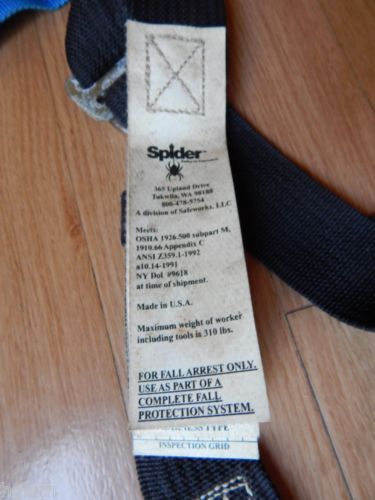 Spider
365 Upland Drive
Tukwila, WA 98188
800-478-5754
A division of Safeworks, LLC
Meets:
OSHA 1926.500 subpart M,
1910.66 Appendix C
ANSI Z359.1-1992
a10.14-1991
NY Dol #9618
at time of shipment.
Made in U.S.A.
Maximum weight of worker
including tools is 310 lbs.
FOR FALL ARREST ONLY.
USE AS PART OF A
COMPLETE FALL
PROTECTION SYSTEM.
TYPE
INSPECTION GRID